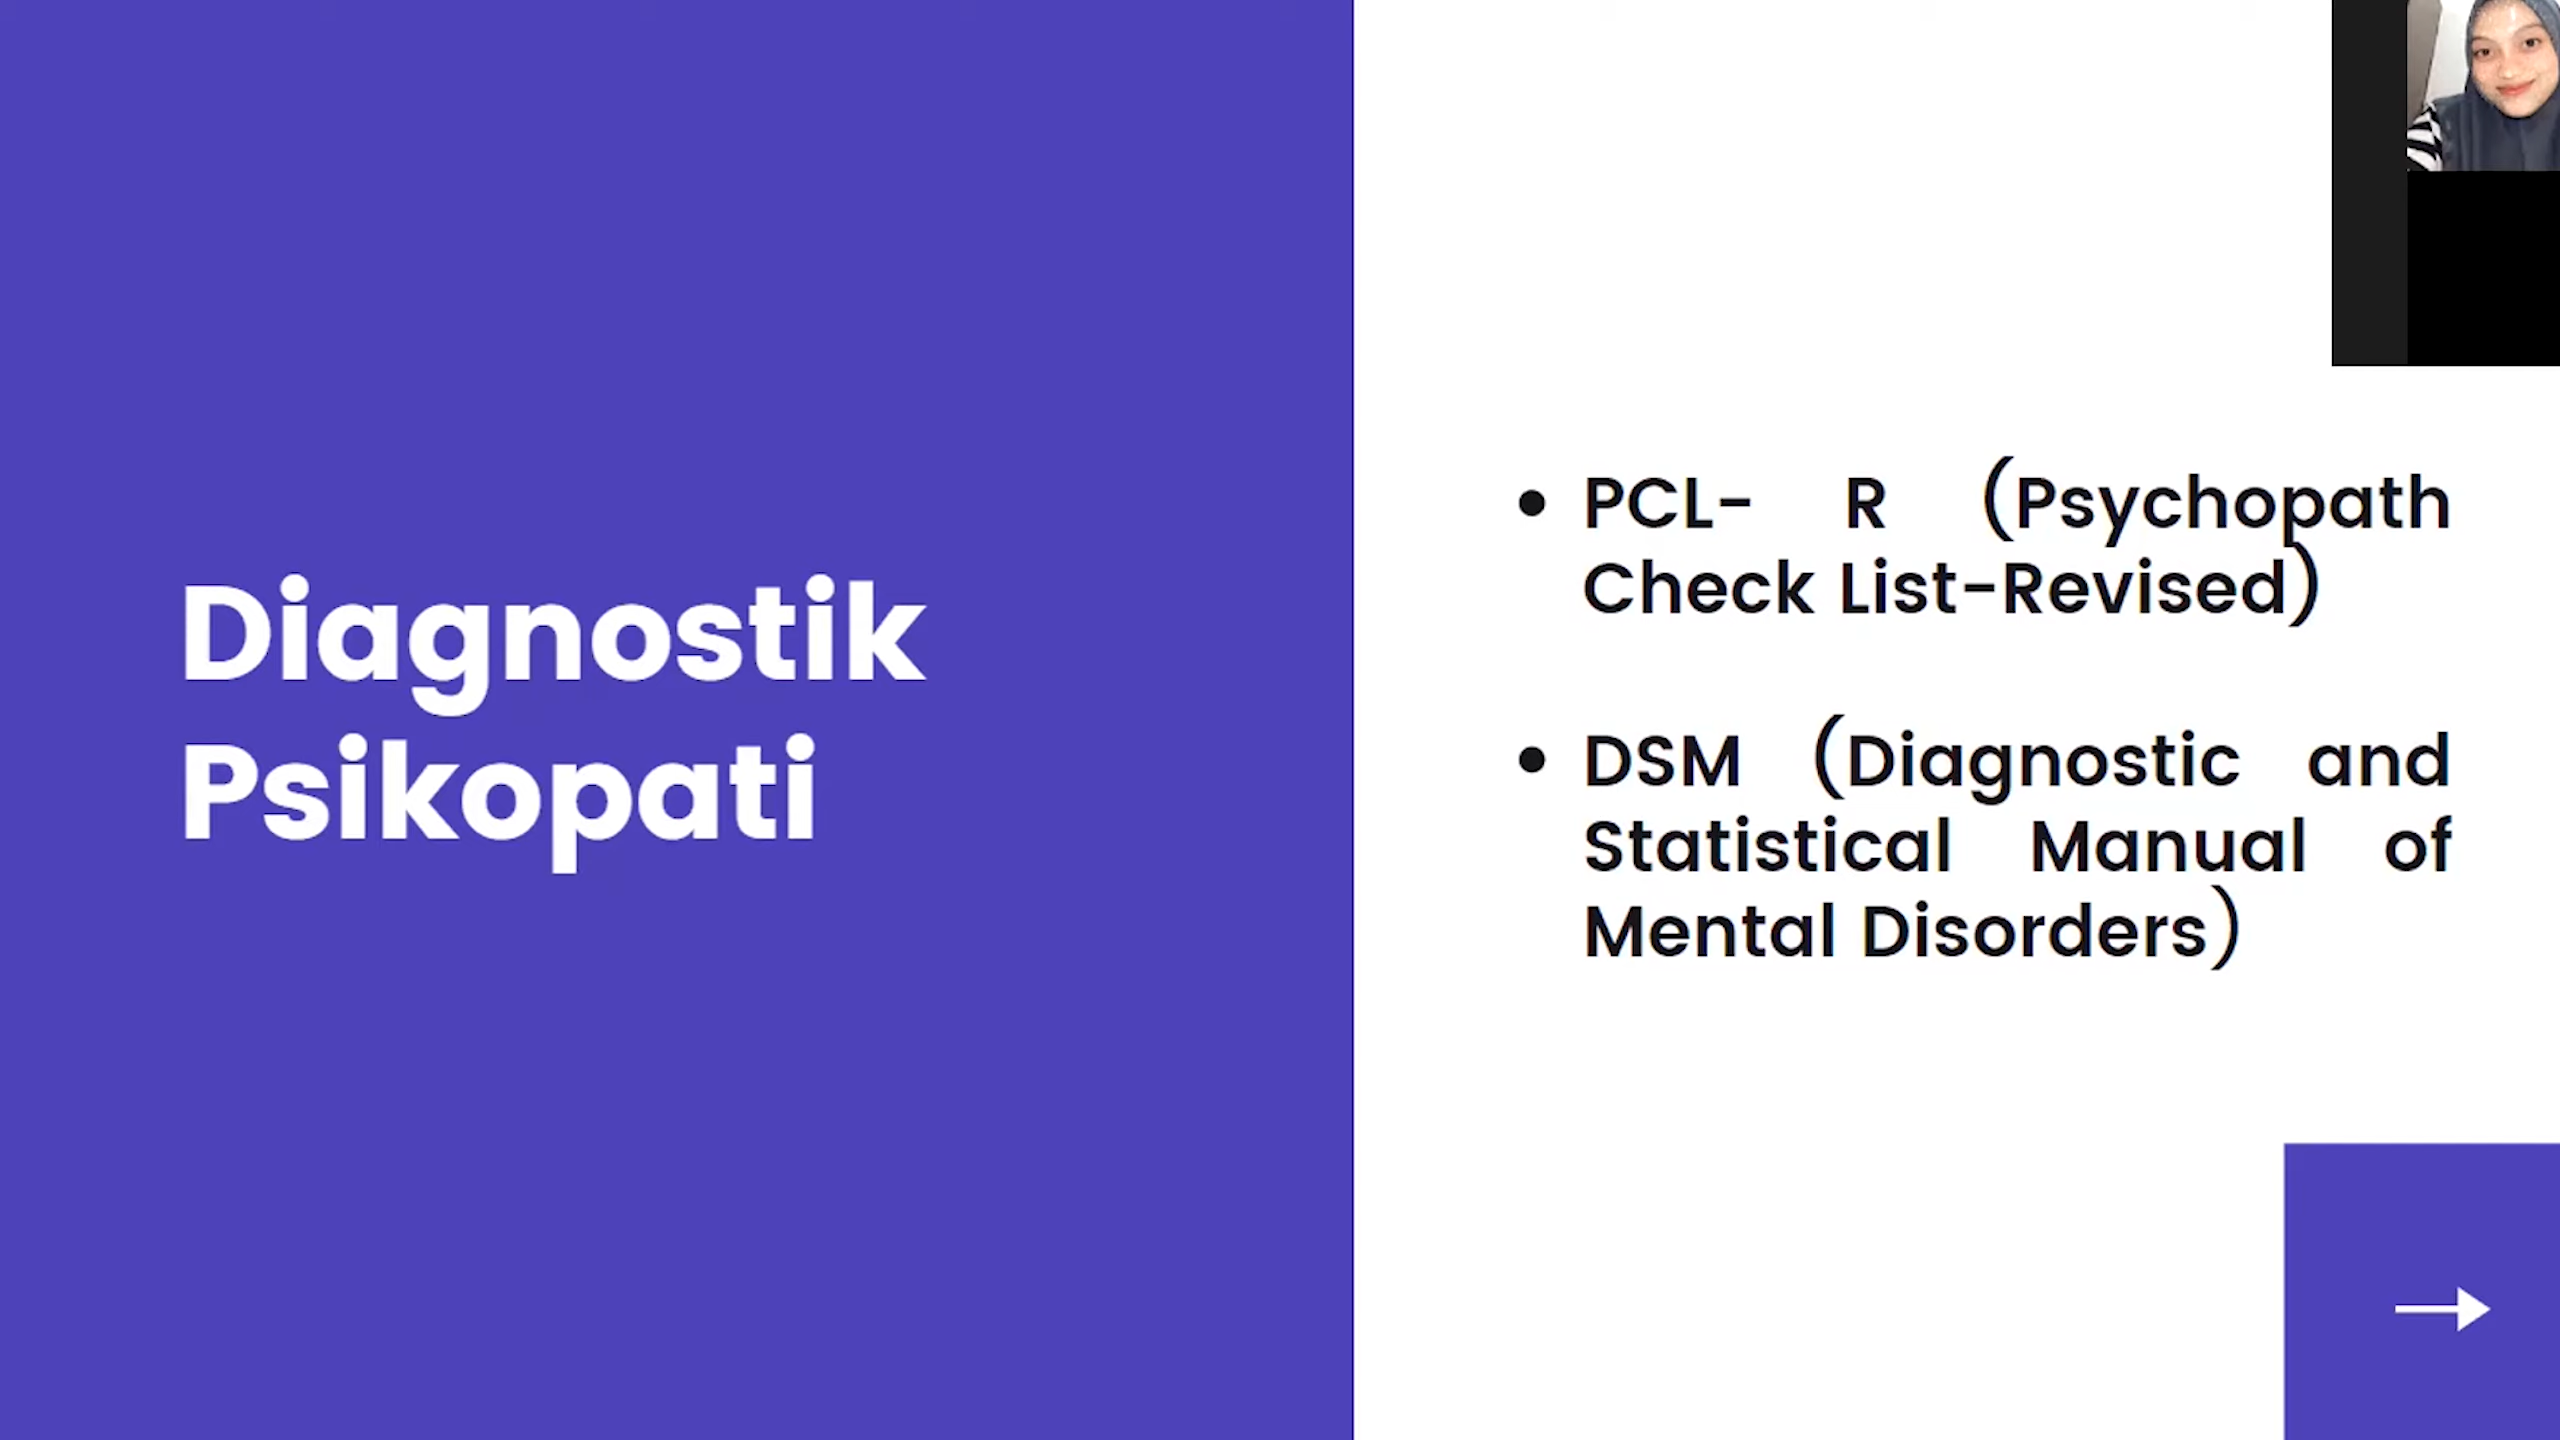 Diagnostik
Psikopati
• PCL- R (Psychopath
Check List-Revised)
• DSM (Diagnostic and
Statistical Manual of
Mental Disorders)